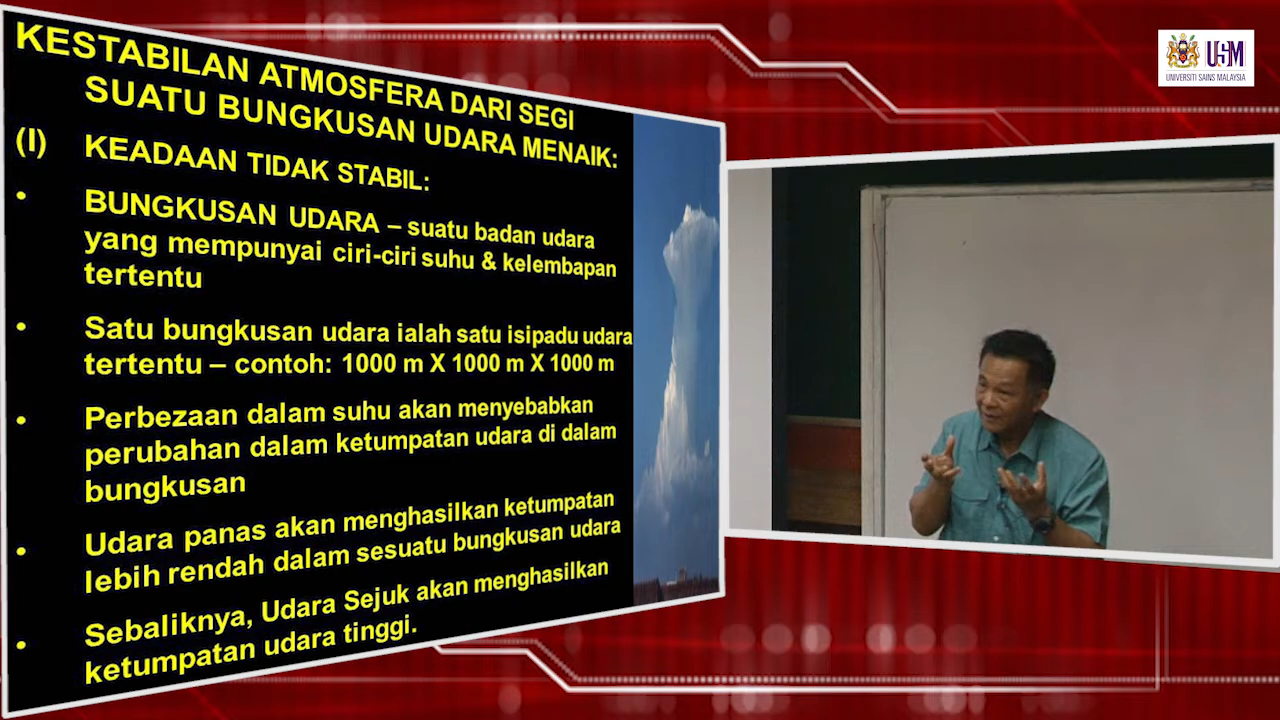 KESTABILAN ATMOSFERA DARI SEGI
SUATU BUNGKUSAN UDARA MENAIK:
(I) KEADAAN TIDAK STABIL:
• BUNGKUSAN UDARA – suatu badan udara
yang mempunyai ciri-ciri suhu & kelembapan
tertentu
• Satu bungkusan udara ialah satu isipadu udara
tertentu – contoh: 1000 m X 1000 m X 1000 m
• Perbezaan dalam suhu akan menyebabkan
perubahan dalam ketumpatan udara di dalam
bungkusan
• Udara panas akan menghasilkan ketumpatan
lebih rendah dalam sesuatu bungkusan udara
• Sebaliknya, Udara Sejuk akan menghasilkan
ketumpatan udara tinggi.
USM
UNIVERSITI SAINS MALAYSIA